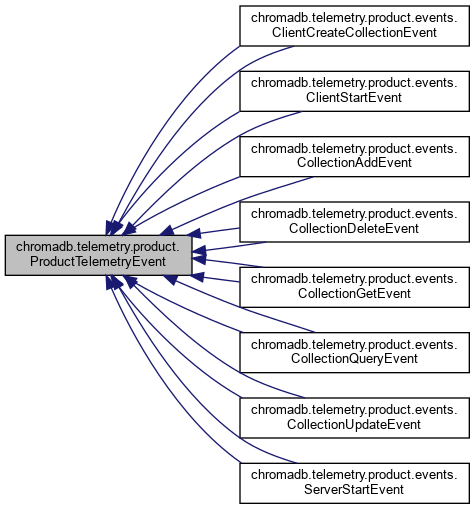 chromadb.telemetry.product.events.
ClientCreateCollectionEvent
chromadb.telemetry.product.events.
ClientStartEvent
chromadb.telemetry.product.events.
CollectionAddEvent
chromadb.telemetry.product.events.
CollectionDeleteEvent
chromadb.telemetry.product.
ProductTelemetryEvent
chromadb.telemetry.product.events.
CollectionGetEvent
chromadb.telemetry.product.events.
CollectionQueryEvent
chromadb.telemetry.product.events.
CollectionUpdateEvent
chromadb.telemetry.product.events.
ServerStartEvent